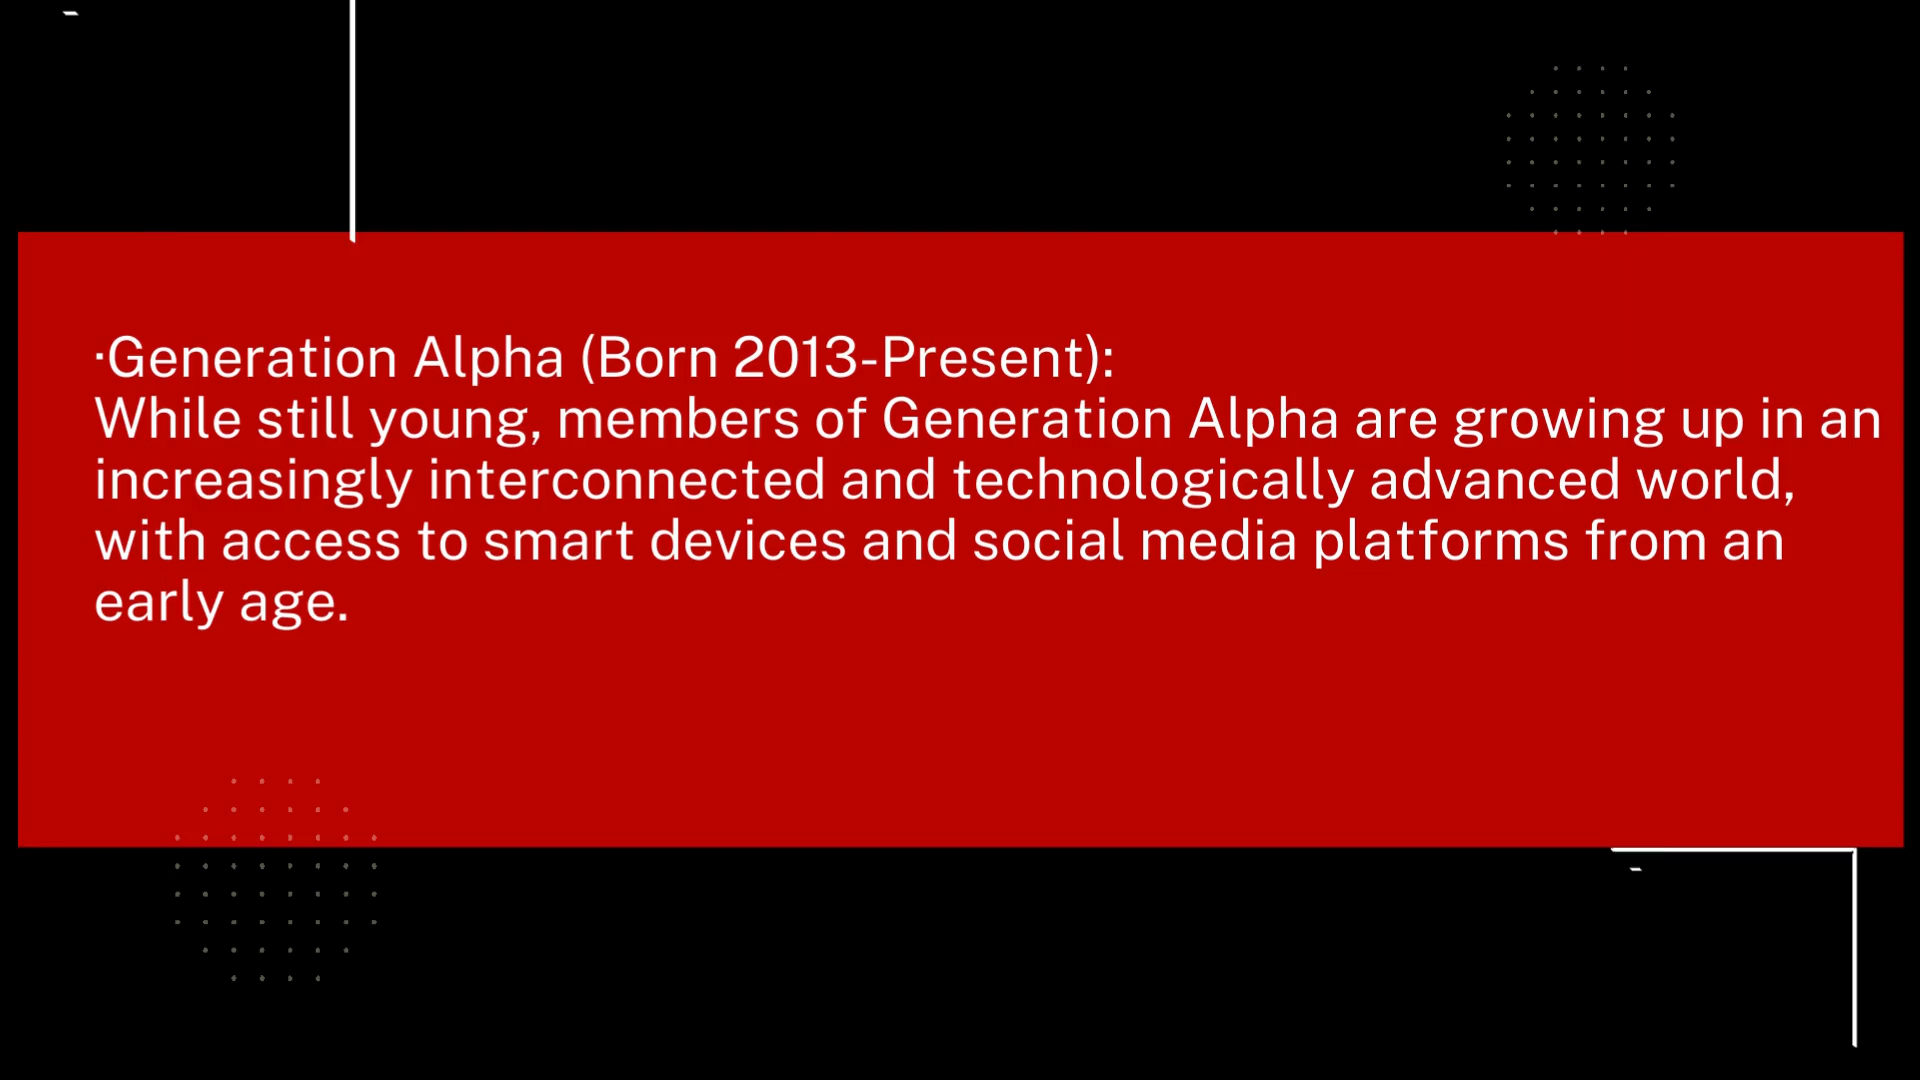 ·Generation Alpha (Born 2013-Present):
While still young, members of Generation Alpha are growing up in an
increasingly interconnected and technologically advanced world,
with access to smart devices and social media platforms from an
early age.